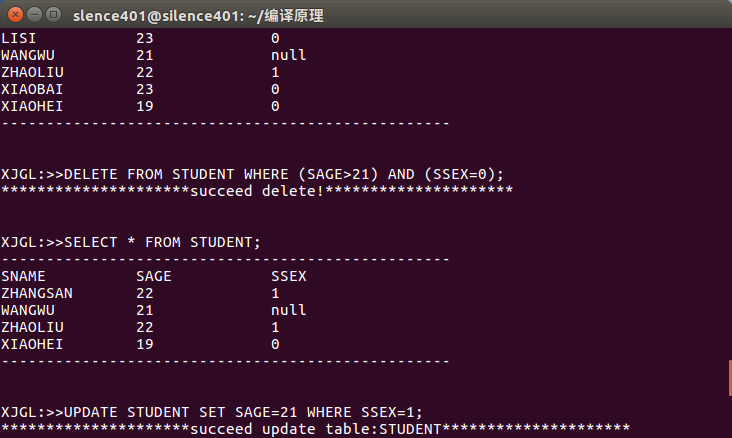 slence401@silence401: ~/编译原理
LISI 23 0
WANGWU 21 null
ZHAOLIU 22 1
XIAOBAI 23 0
XIAOHEI 19 0
--------------------------------------------------
XJGL:>>DELETE FROM STUDENT WHERE (SAGE>21) AND (SSEX=0);
*********************succeed delete!*********************
XJGL:>>SELECT * FROM STUDENT;
--------------------------------------------------
SNAME SAGE SSEX
ZHANGSAN 22 1
WANGWU 21 null
ZHAOLIU 22 1
XIAOHEI 19 0
--------------------------------------------------
XJGL:>>UPDATE STUDENT SET SAGE=21 WHERE SSEX=1;
*********************succeed update table:STUDENT*********************